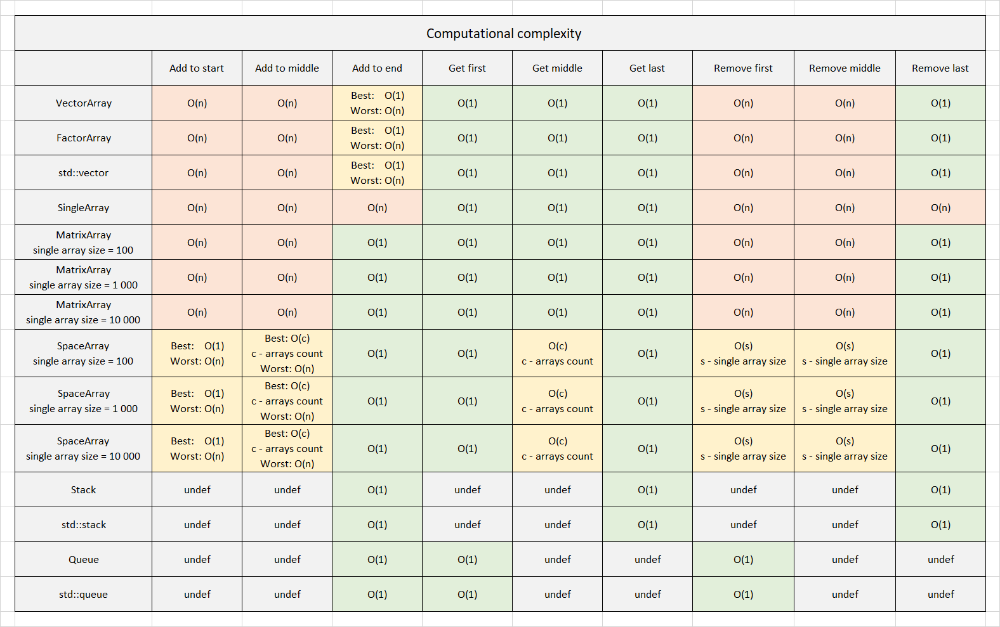 Computational complexity
Add to start Add to middle Add to end Get first Get middle Get last Remove first Remove middle Remove last
VectorArray O(n) O(n) Best: O(1) Worst: O(n) O(1) O(1) O(1) O(n) O(n) O(1)
FactorArray O(n) O(n) Best: O(1) Worst: O(n) O(1) O(1) O(1) O(n) O(n) O(1)
std::vector O(n) O(n) Best: O(1) Worst: O(n) O(1) O(1) O(1) O(n) O(n) O(1)
SingleArray O(n) O(n) O(n) O(1) O(1) O(1) O(n) O(n) O(n)
MatrixArray single array size = 100 O(n) O(n) O(1) O(1) O(1) O(1) O(n) O(n) O(1)
MatrixArray single array size = 1 000 O(n) O(n) O(1) O(1) O(1) O(1) O(n) O(n) O(1)
MatrixArray single array size = 10 000 O(n) O(n) O(1) O(1) O(1) O(1) O(n) O(n) O(1)
SpaceArray single array size = 100 Best: O(1) Worst: O(n) Best: O(c) c - arrays count Worst: O(n) O(1) O(1) O(c) c - arrays count O(1) O(s) s - single array size O(s) s - single array size O(1)
SpaceArray single array size = 1 000 Best: O(1) Worst: O(n) Best: O(c) c - arrays count Worst: O(n) O(1) O(1) O(c) c - arrays count O(1) O(s) s - single array size O(s) s - single array size O(1)
SpaceArray single array size = 10 000 Best: O(1) Worst: O(n) Best: O(c) c - arrays count Worst: O(n) O(1) O(1) O(c) c - arrays count O(1) O(s) s - single array size O(s) s - single array size O(1)
Stack undef undef O(1) undef undef O(1) undef undef O(1)
std::stack undef undef O(1) undef undef O(1) undef undef O(1)
Queue undef undef O(1) O(1) undef undef O(1) undef undef
std::queue undef undef O(1) O(1) undef undef O(1) undef undef